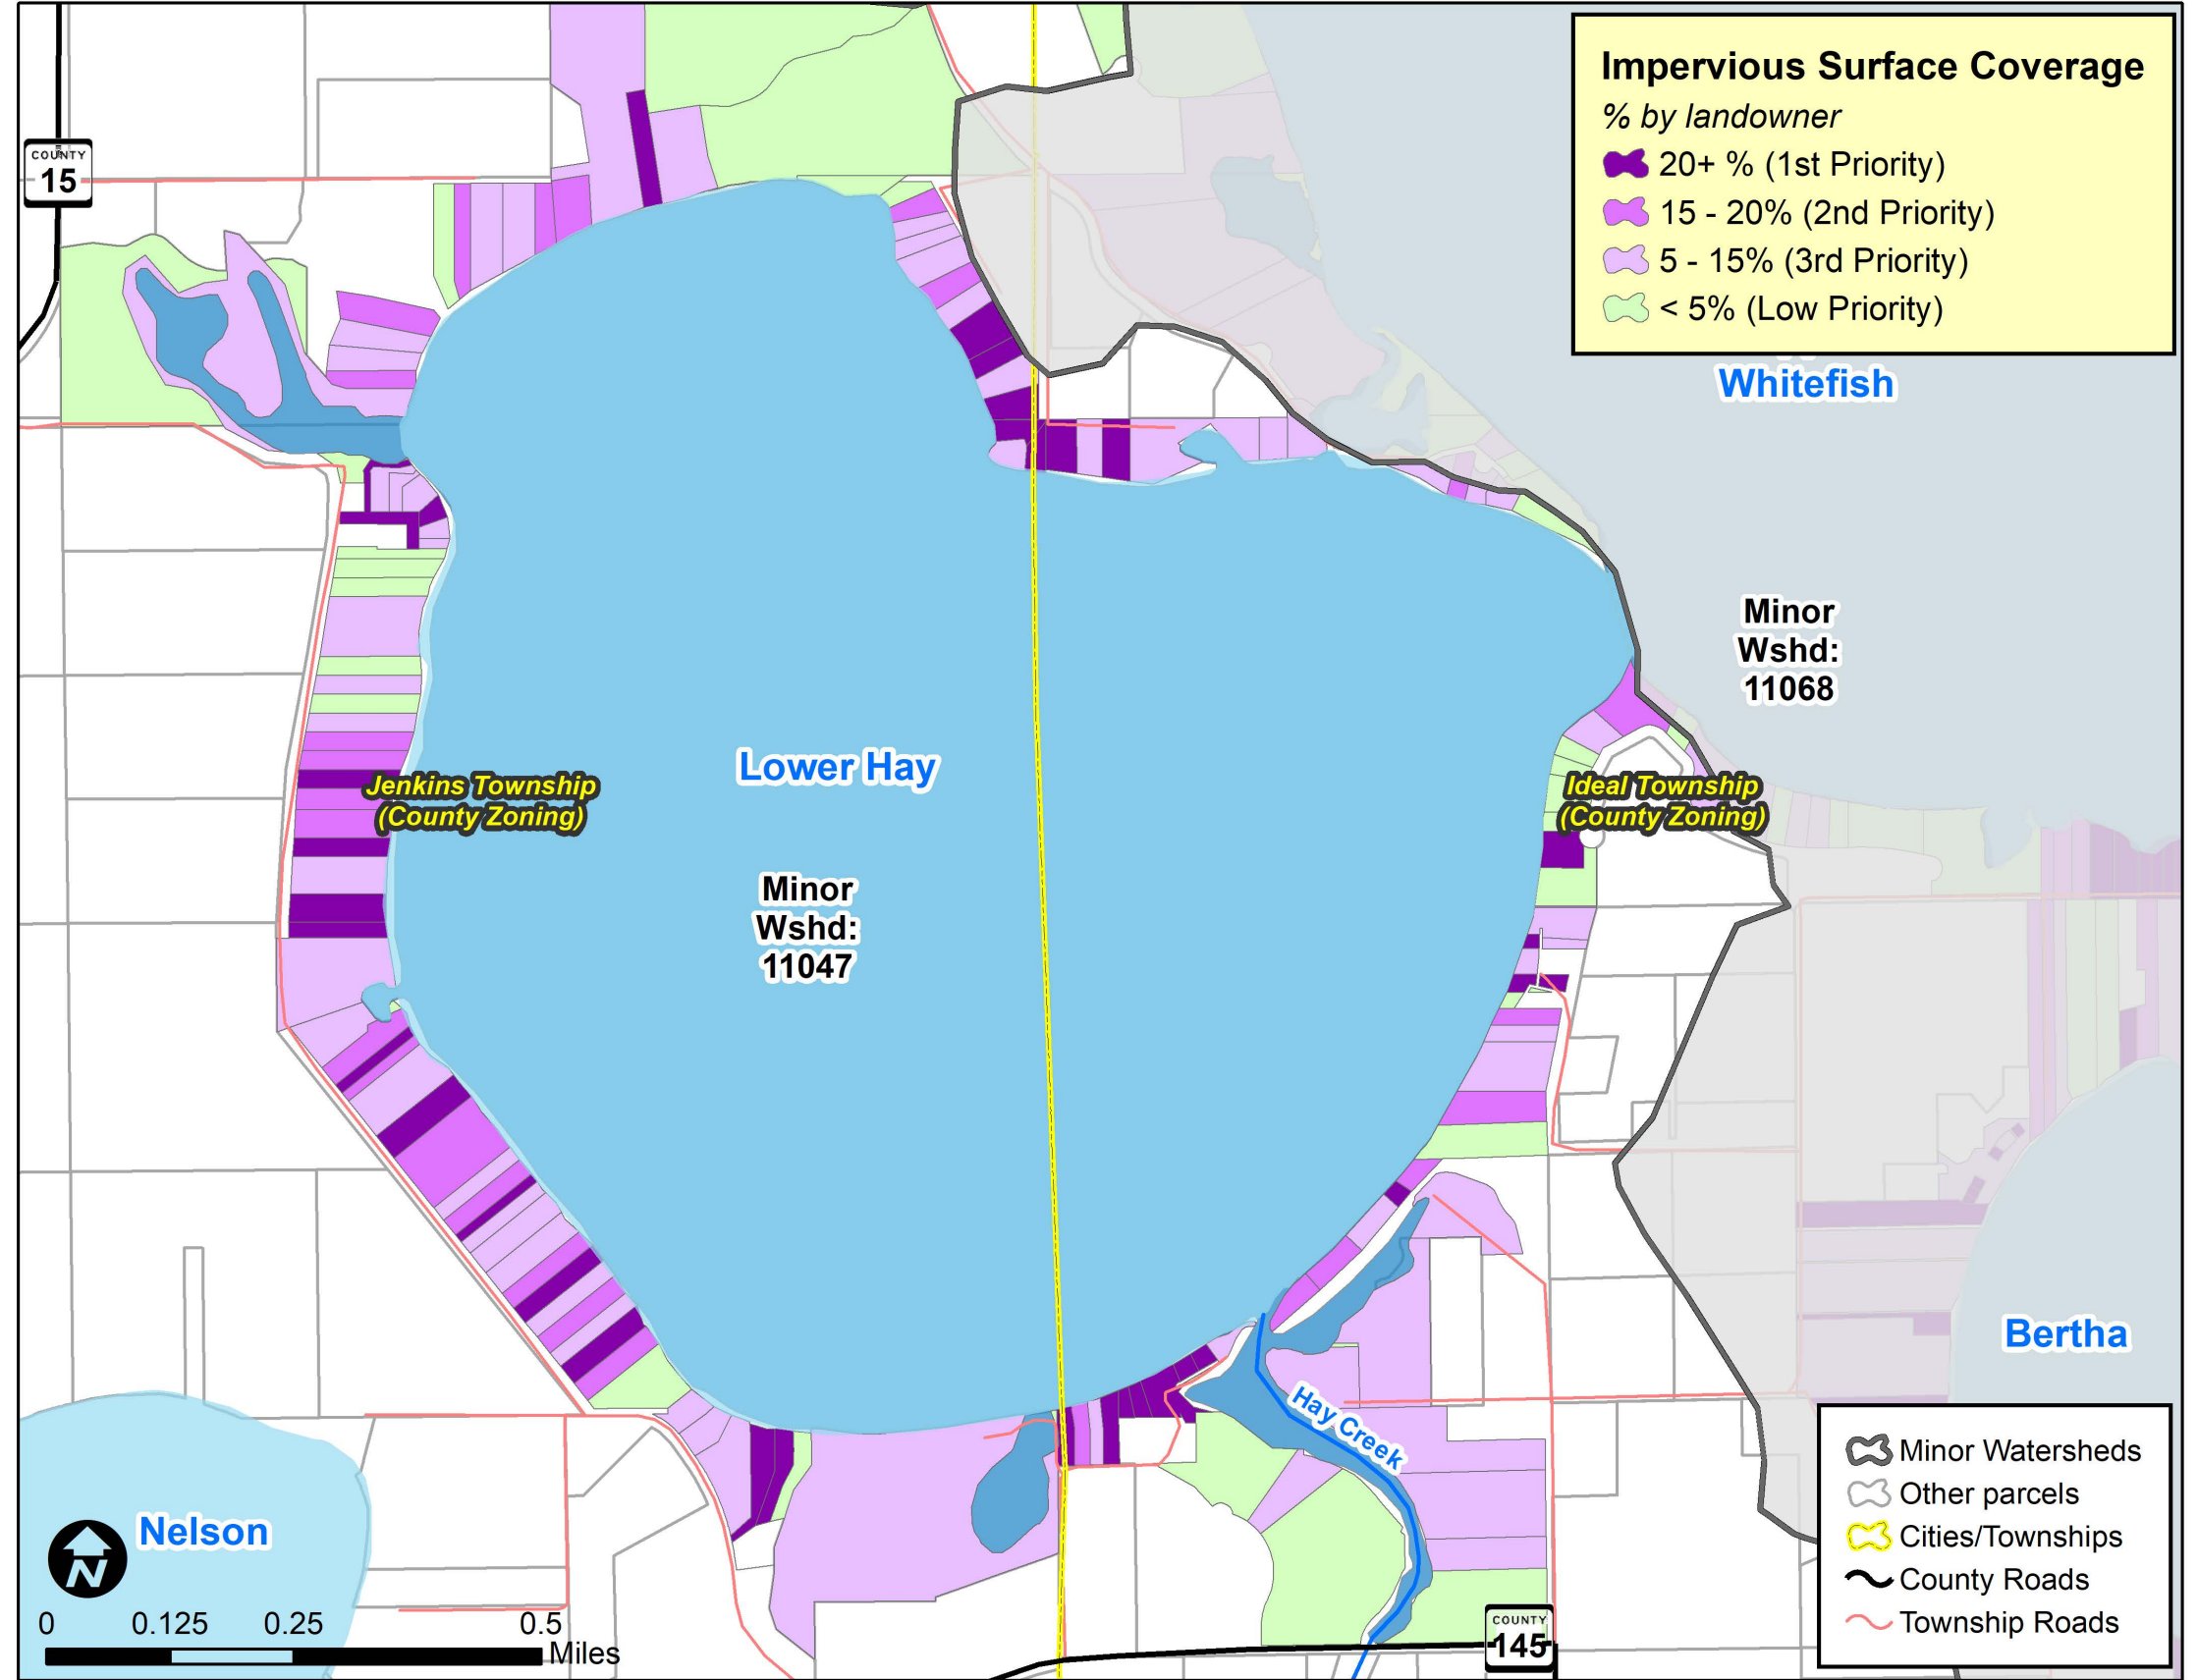 Impervious Surface Coverage
% by landowner
20+ % (1st Priority)
15 - 20% (2nd Priority)
5 - 15% (3rd Priority)
< 5% (Low Priority)
COUNTY
15
Whitefish
Minor
Wshd:
11068
Lower Hay
Jenkins Township
(County Zoning)
Ideal Township
(County Zoning)
Minor
Wshd:
11047
Bertha
Hay Creek
Nelson
N
0 0.125 0.25 0.5
Miles
COUNTY
145
Minor Watersheds
Other parcels
Cities/Townships
County Roads
Township Roads